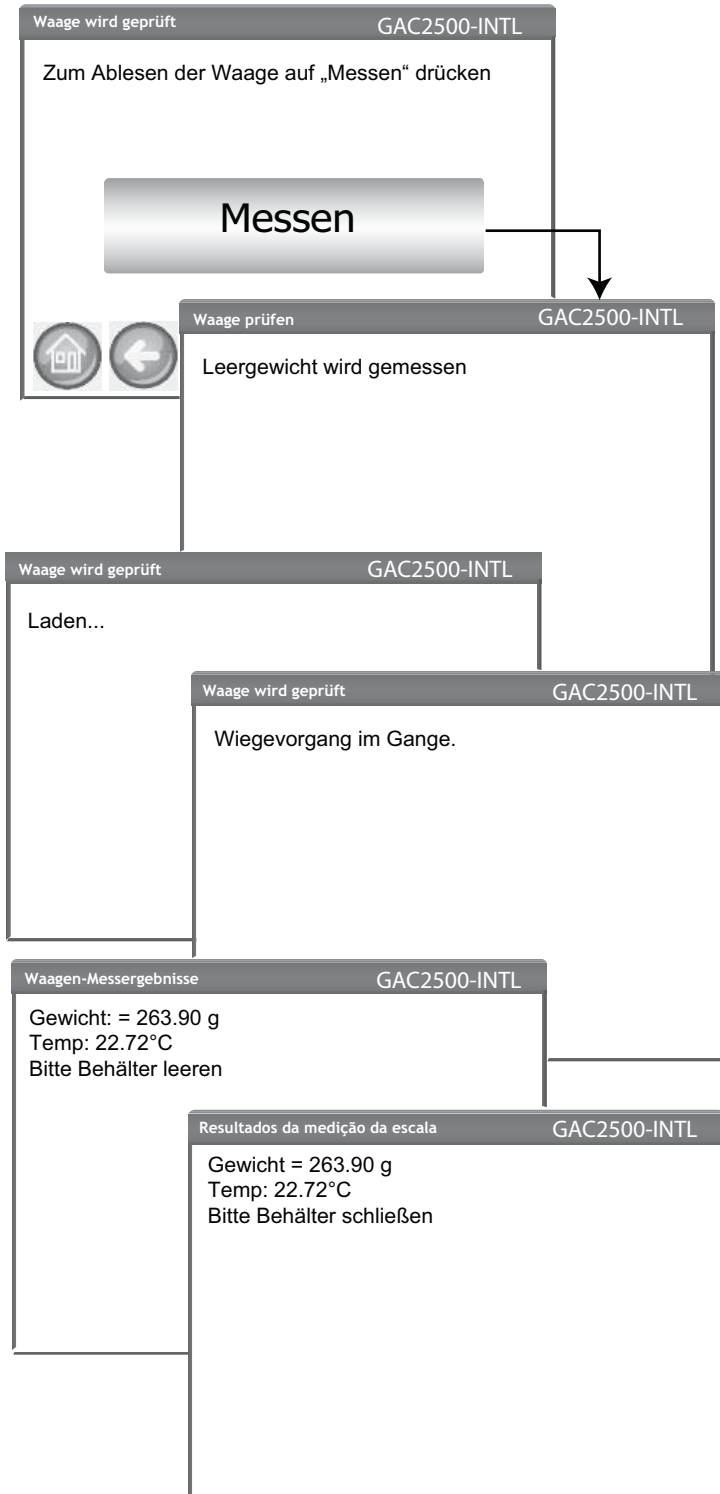 Waage wird geprüft GAC2500-INTL
Zum Ablesen der Waage auf „Messen“ drücken
Messen
Waage prüfen GAC2500-INTL
Leergewicht wird gemessen
Waage wird geprüft GAC2500-INTL
Laden...
Waage wird geprüft GAC2500-INTL
Wiegevorgang im Gange.
Waagen-Messergebnisse GAC2500-INTL
Gewicht: = 263.90 g
Temp: 22.72°C
Bitte Behälter leeren
Resultados da medição da escala GAC2500-INTL
Gewicht = 263.90 g
Temp: 22.72°C
Bitte Behälter schließen